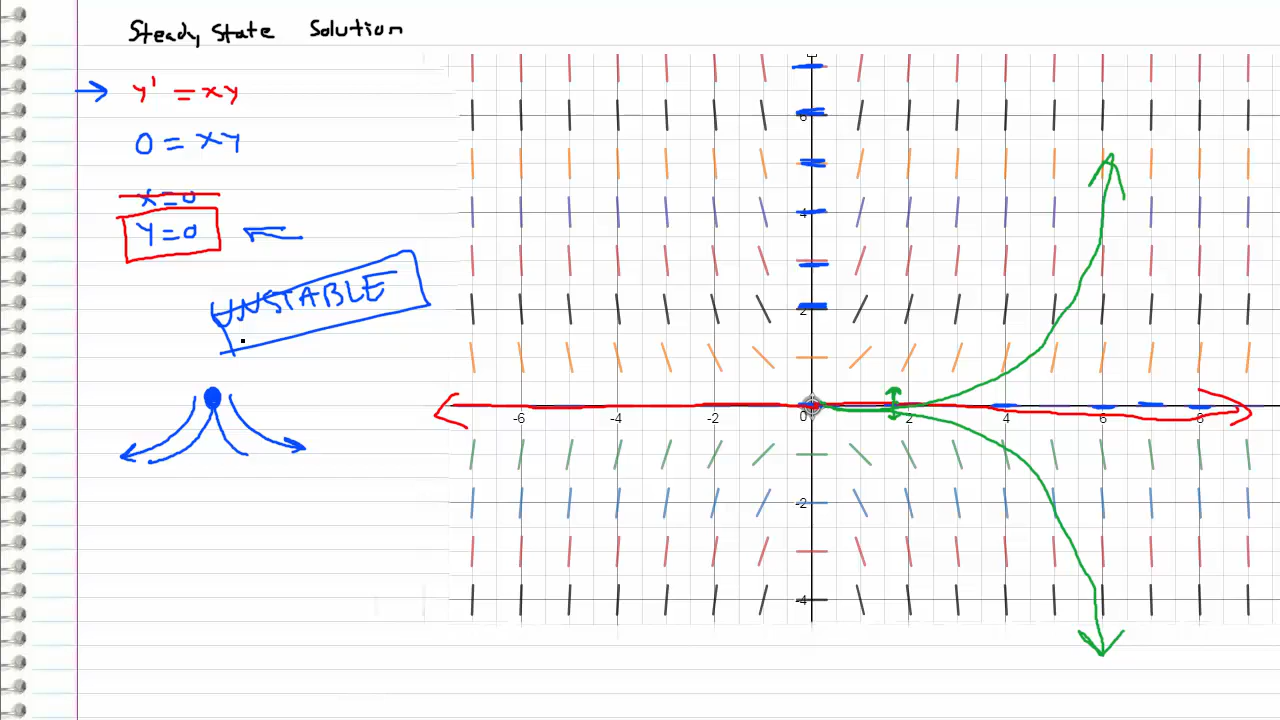 Steady State Solution
y' = xy
0 = xy
x = 0
y = 0
UNSTABLE
6
4
2
-6 -4 -2 0 2 4 6 8
-2
-4